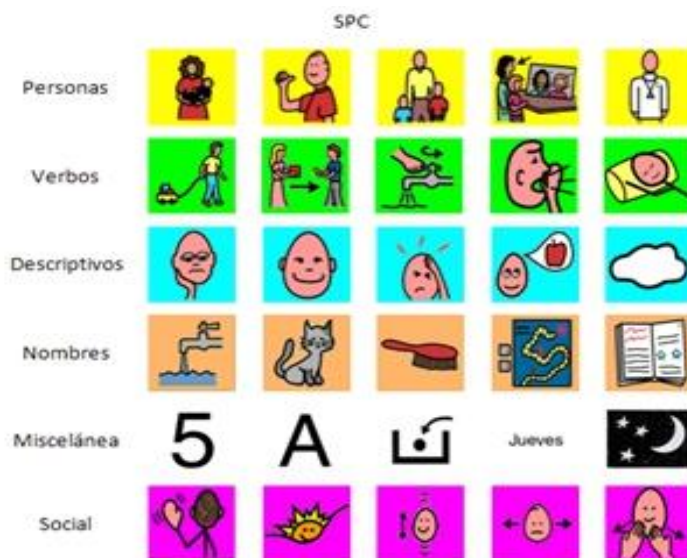 SPC
Personas
Verbos
Descriptivos
Nombres
Miscelánea
5
A
Jueves
Social